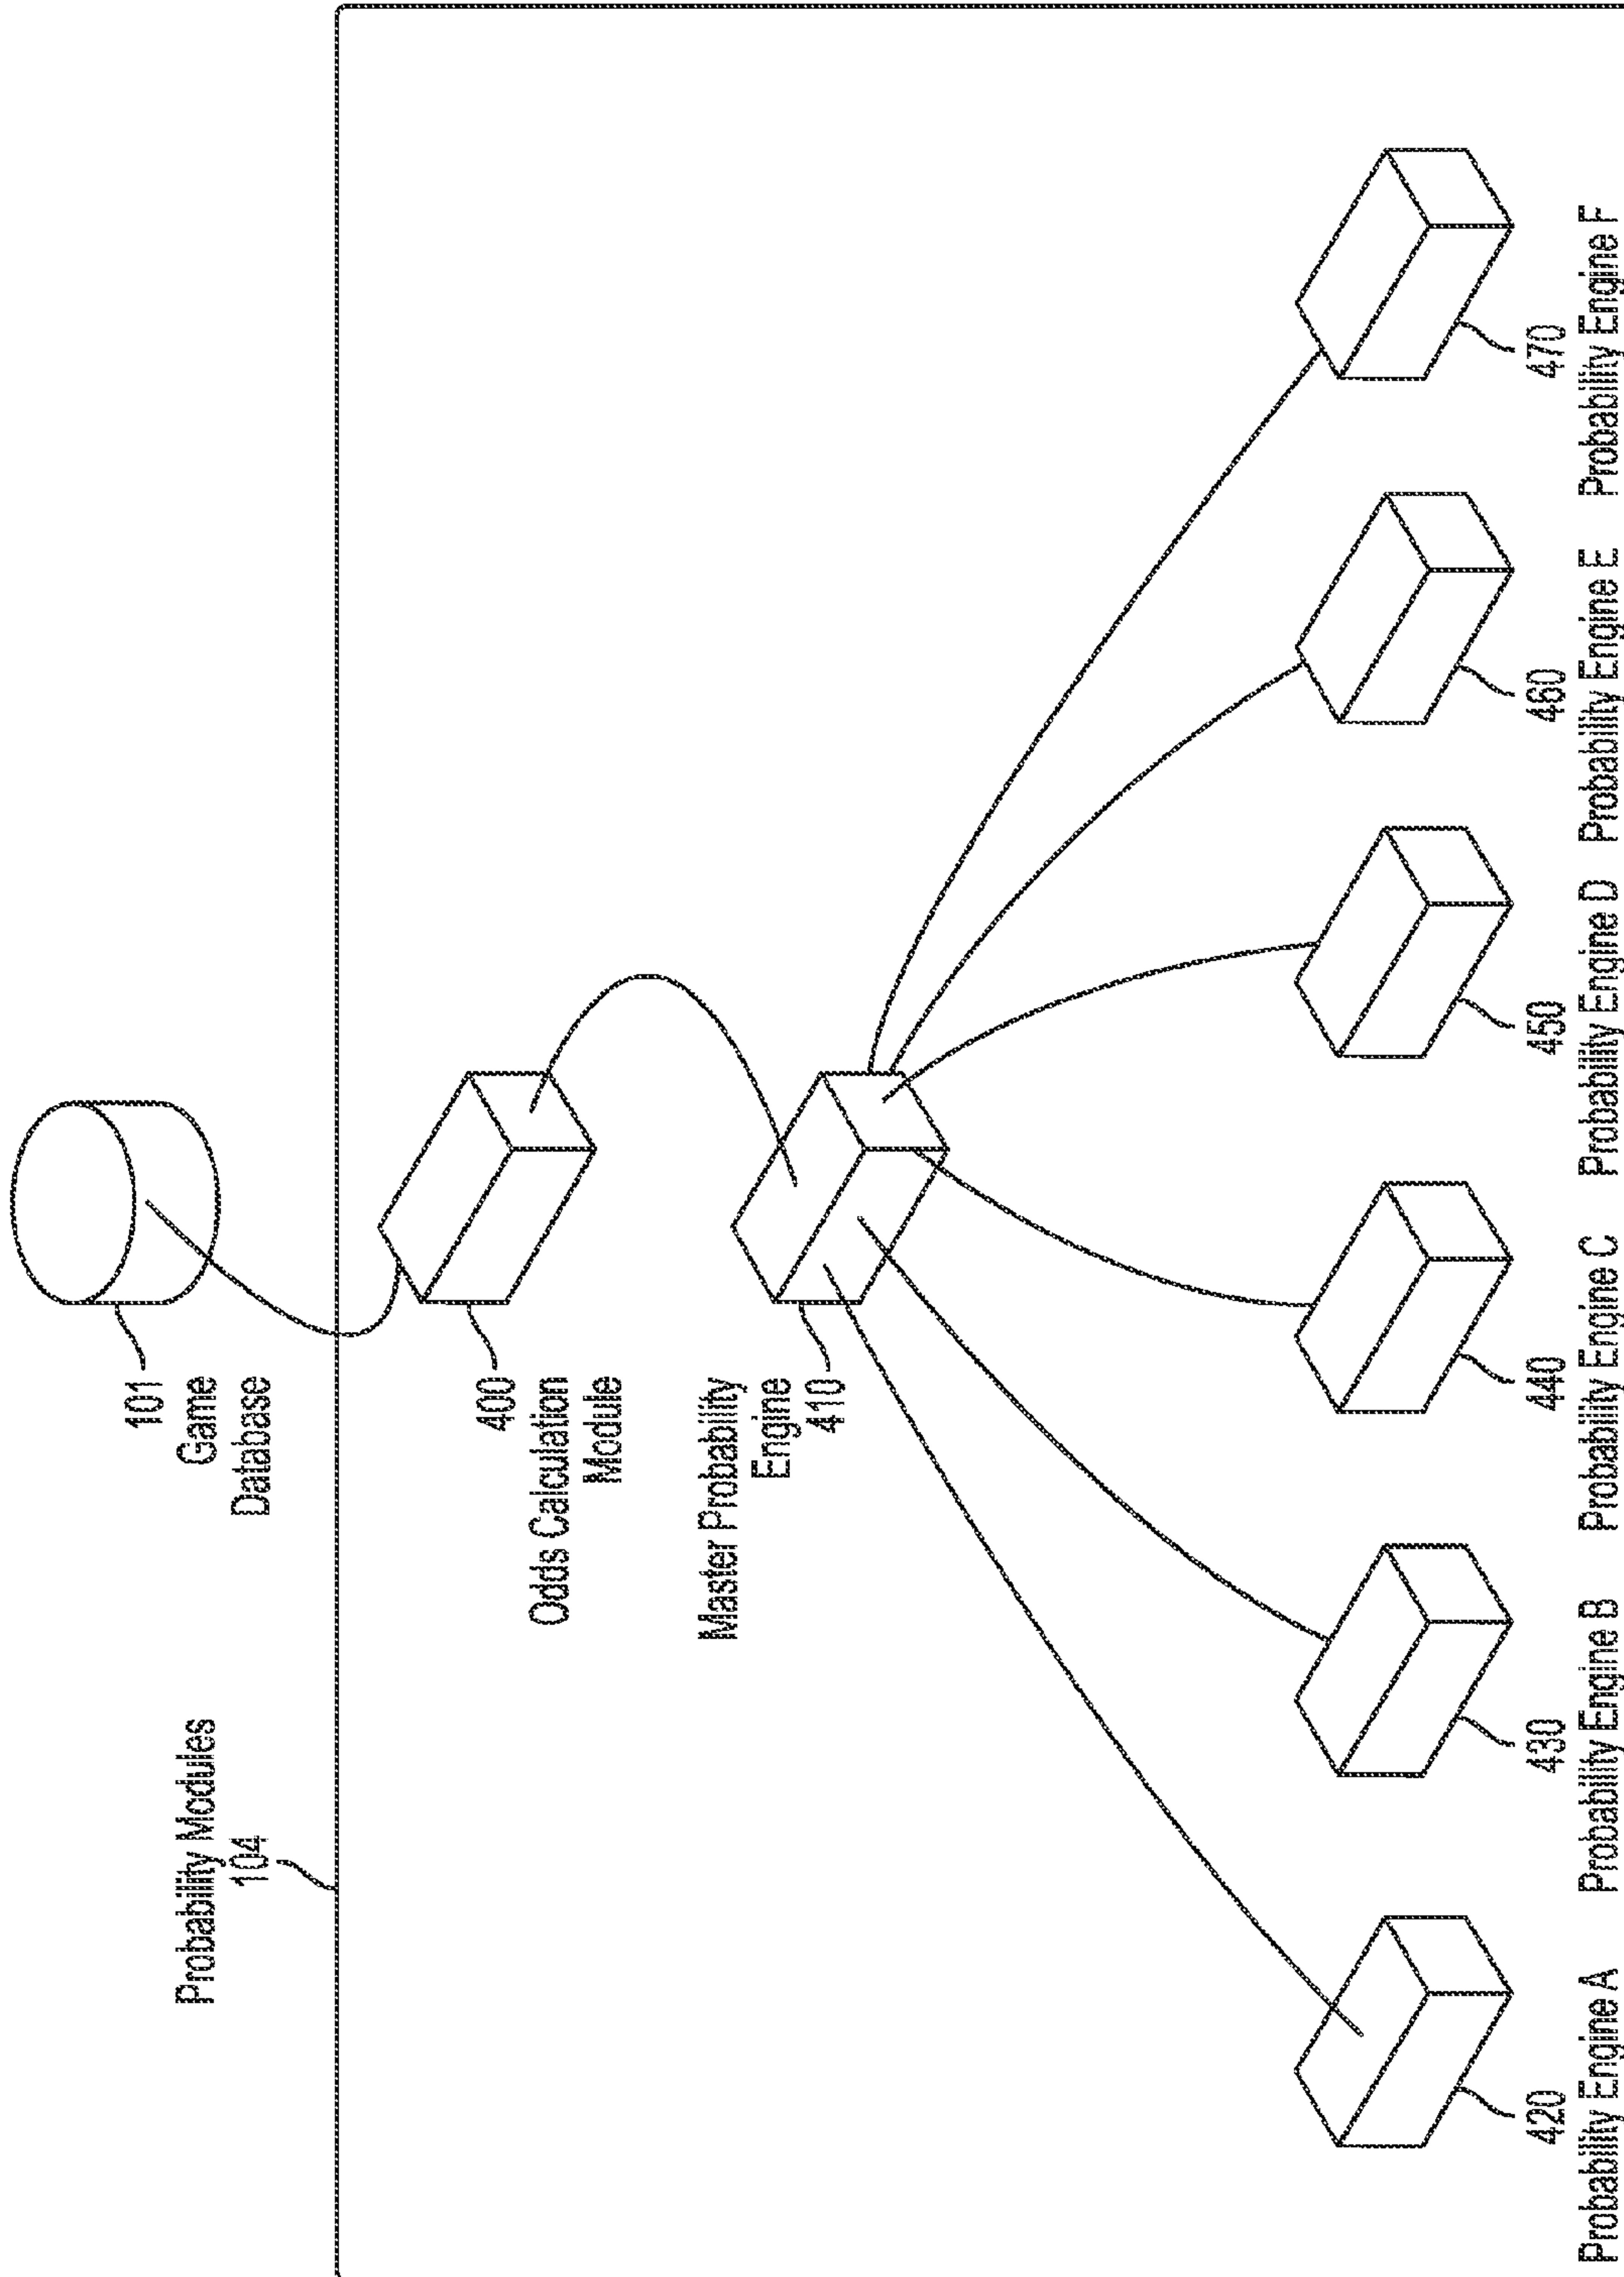 101
Game
Database
Probability Modules
104
400
Odds Calculation
Module
Master Probability
Engine
410
420
Probability Engine A
430
Probability Engine B
440
Probability Engine C
450
Probability Engine D
460
Probability Engine E
470
Probability Engine F